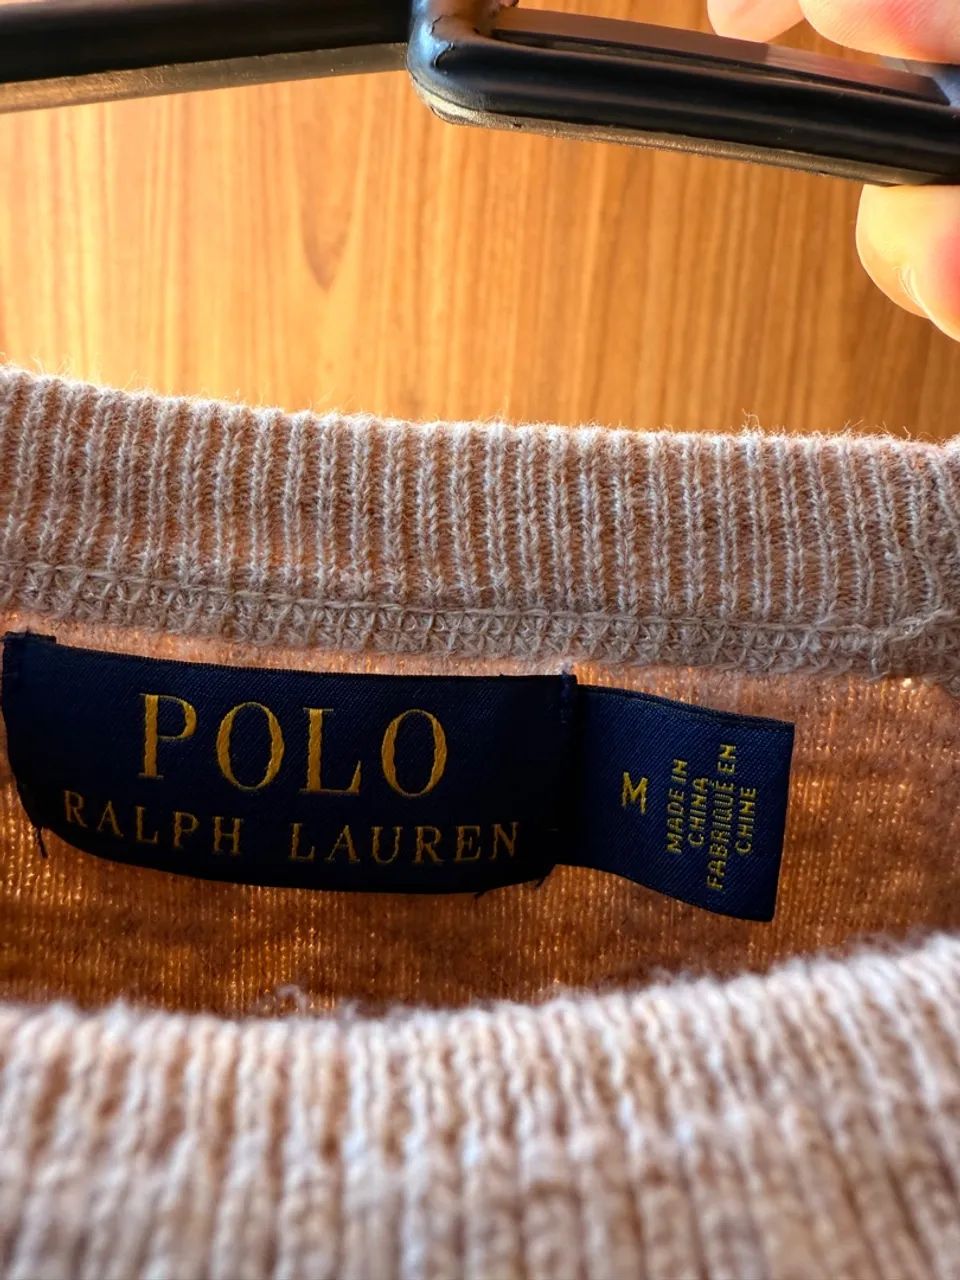 POLO
RALPH LAUREN
M
MADE IN
CHINA
FABRIQUÉ EN
CHINE